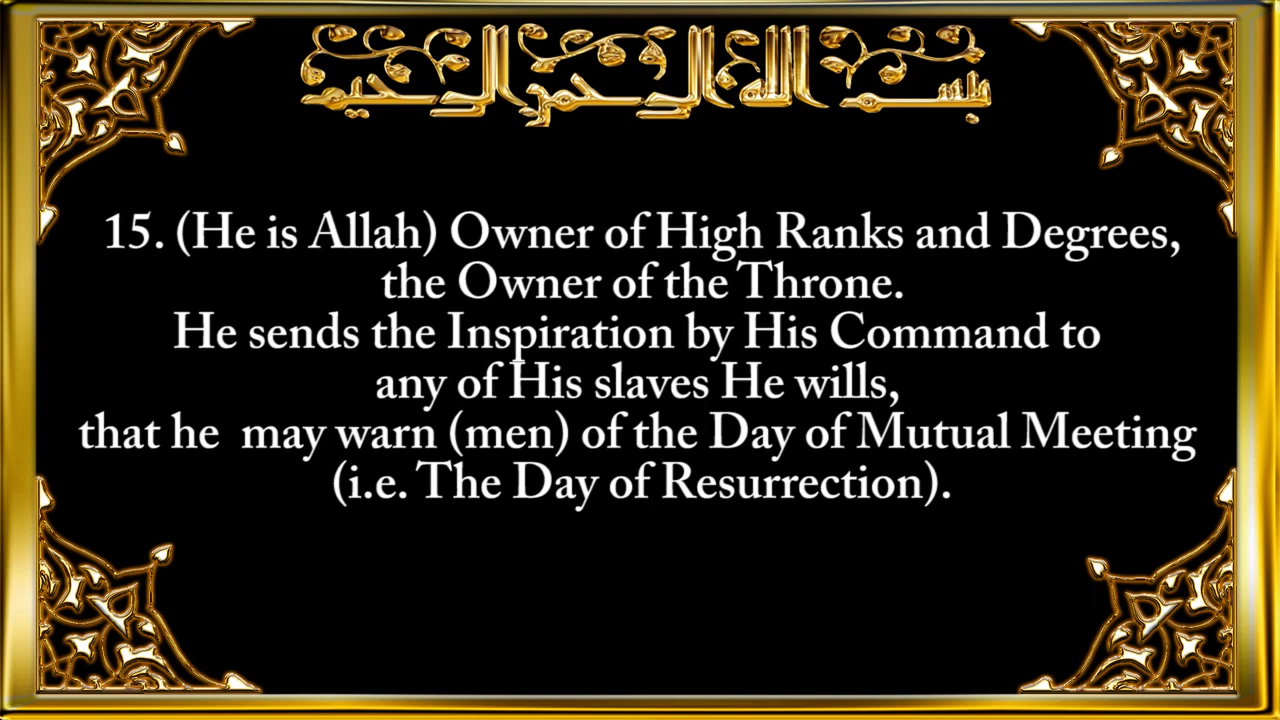 بسم الله الرحمن الرحيم
15. (He is Allah) Owner of High Ranks and Degrees,
the Owner of the Throne.
He sends the Inspiration by His Command to
any of His slaves He wills,
that he  may warn (men) of the Day of Mutual Meeting
(i.e. The Day of Resurrection).